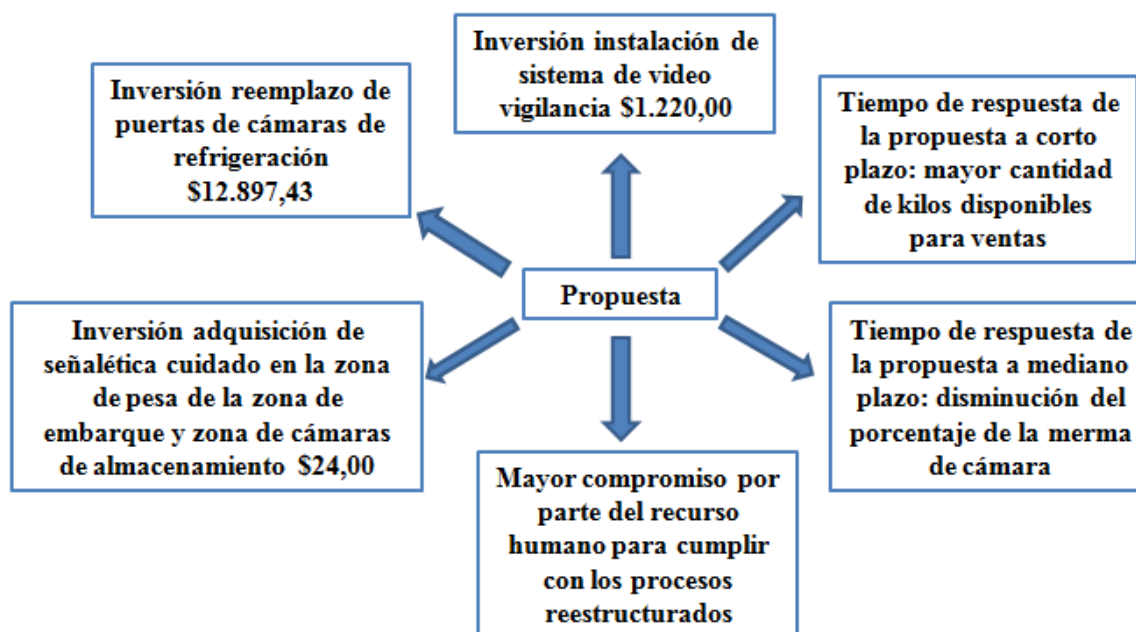 Inversión instalación de
sistema de video
vigilancia $1.220,00
Inversión reemplazo de
puertas de cámaras de
refrigeración
$12.897,43
Tiempo de respuesta de
la propuesta a corto
plazo: mayor cantidad
de kilos disponibles
para ventas
Propuesta
Inversión adquisición de
señalética cuidado en la zona
de pesa de la zona de
embarque y zona de cámaras
de almacenamiento $24,00
Tiempo de respuesta de
la propuesta a mediano
plazo: disminución del
porcentaje de la merma
de cámara
Mayor compromiso por
parte del recurso
humano para cumplir
con los procesos
reestructurados